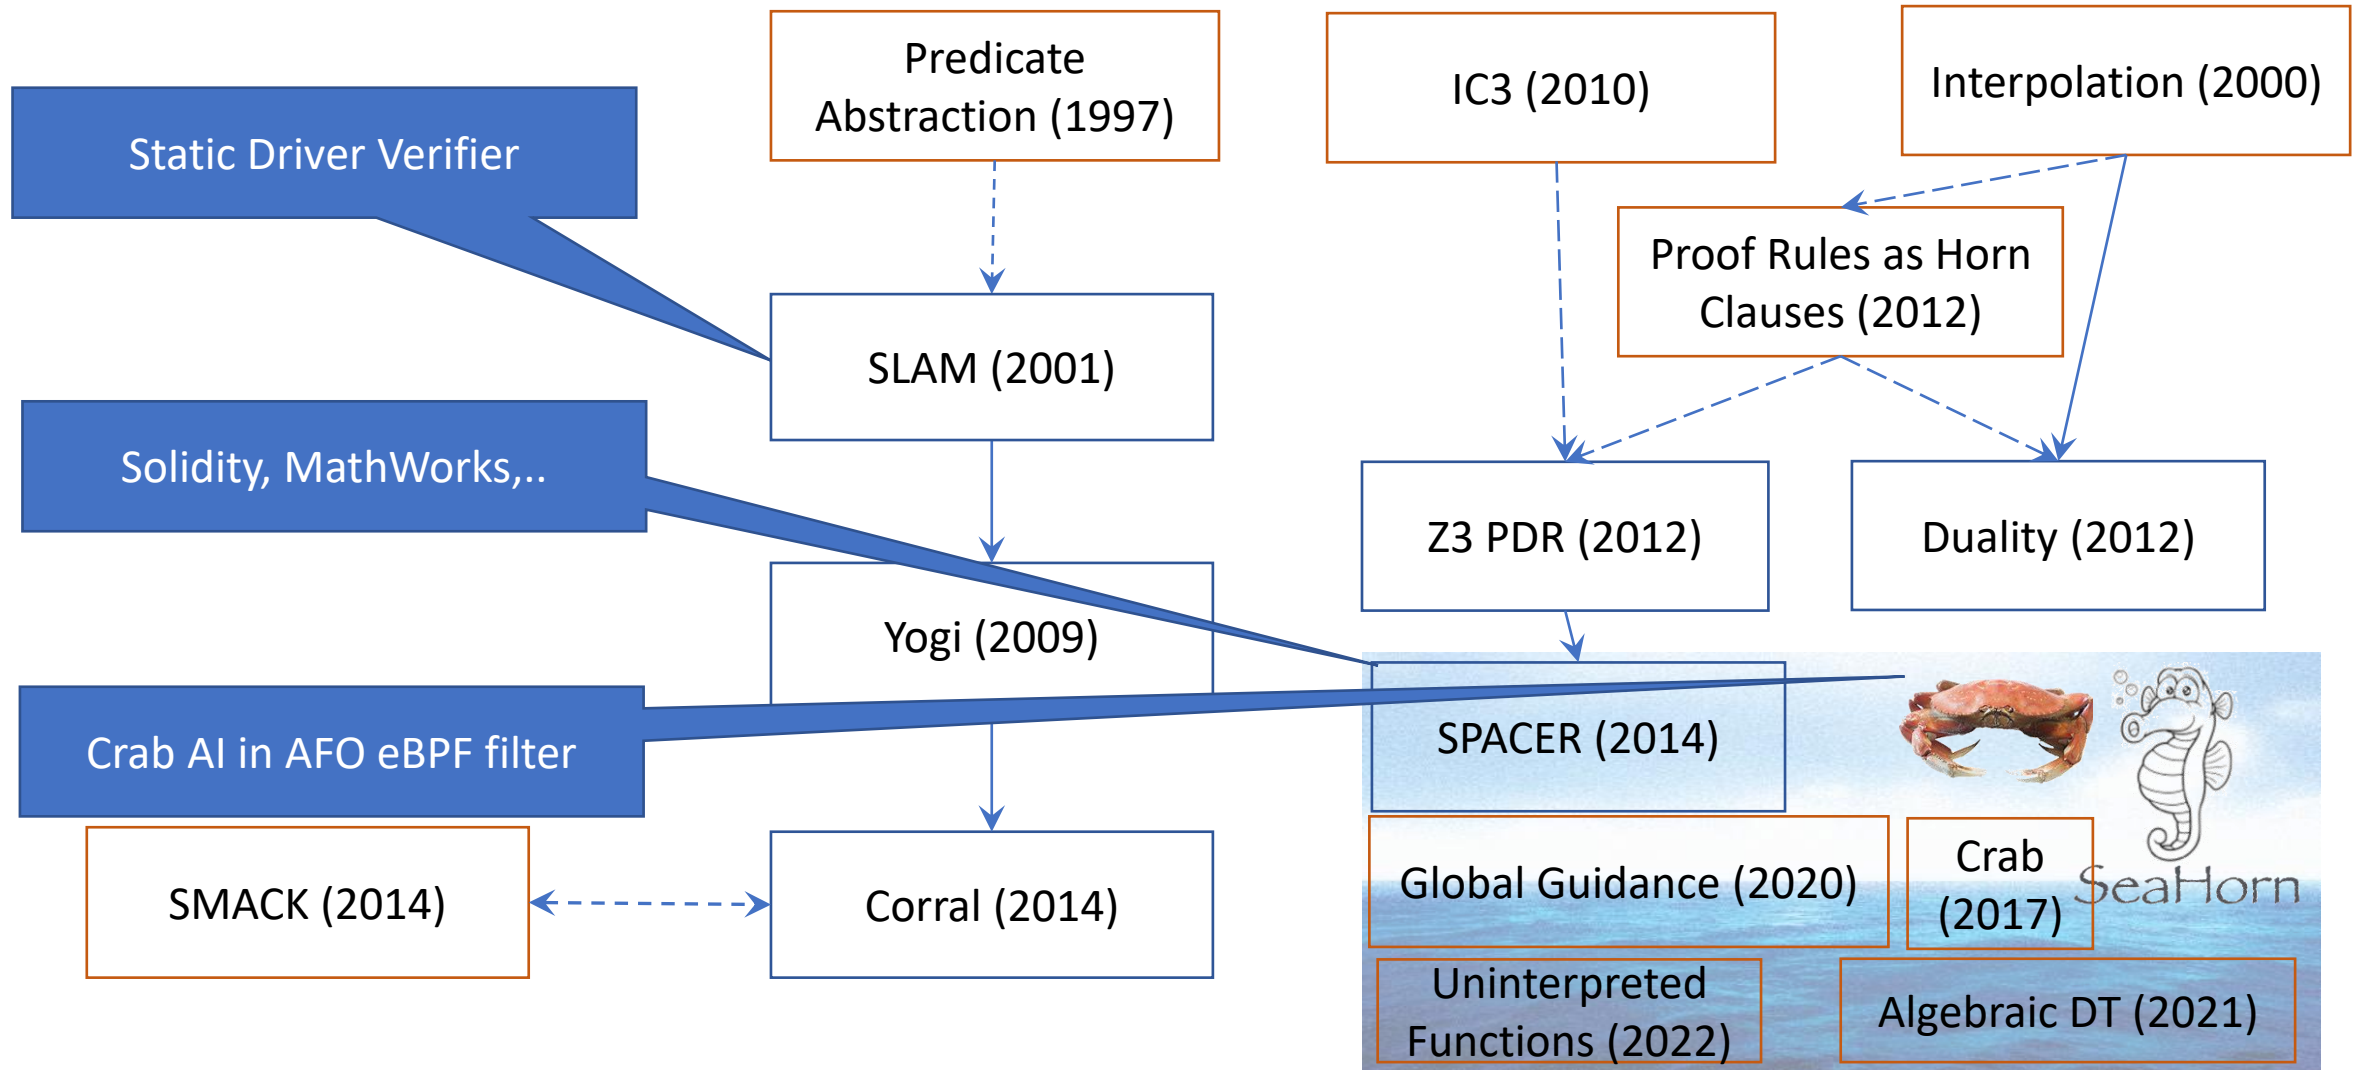 Predicate
Abstraction (1997)
IC3 (2010)
Interpolation (2000)
Static Driver Verifier
Proof Rules as Horn
Clauses (2012)
SLAM (2001)
Solidity, MathWorks,..
Z3 PDR (2012)
Duality (2012)
Yogi (2009)
Crab AI in AFO eBPF filter
SPACER (2014)
SMACK (2014)
Corral (2014)
Global Guidance (2020)
Crab
(2017)
SeaHorn
Uninterpreted
Functions (2022)
Algebraic DT (2021)